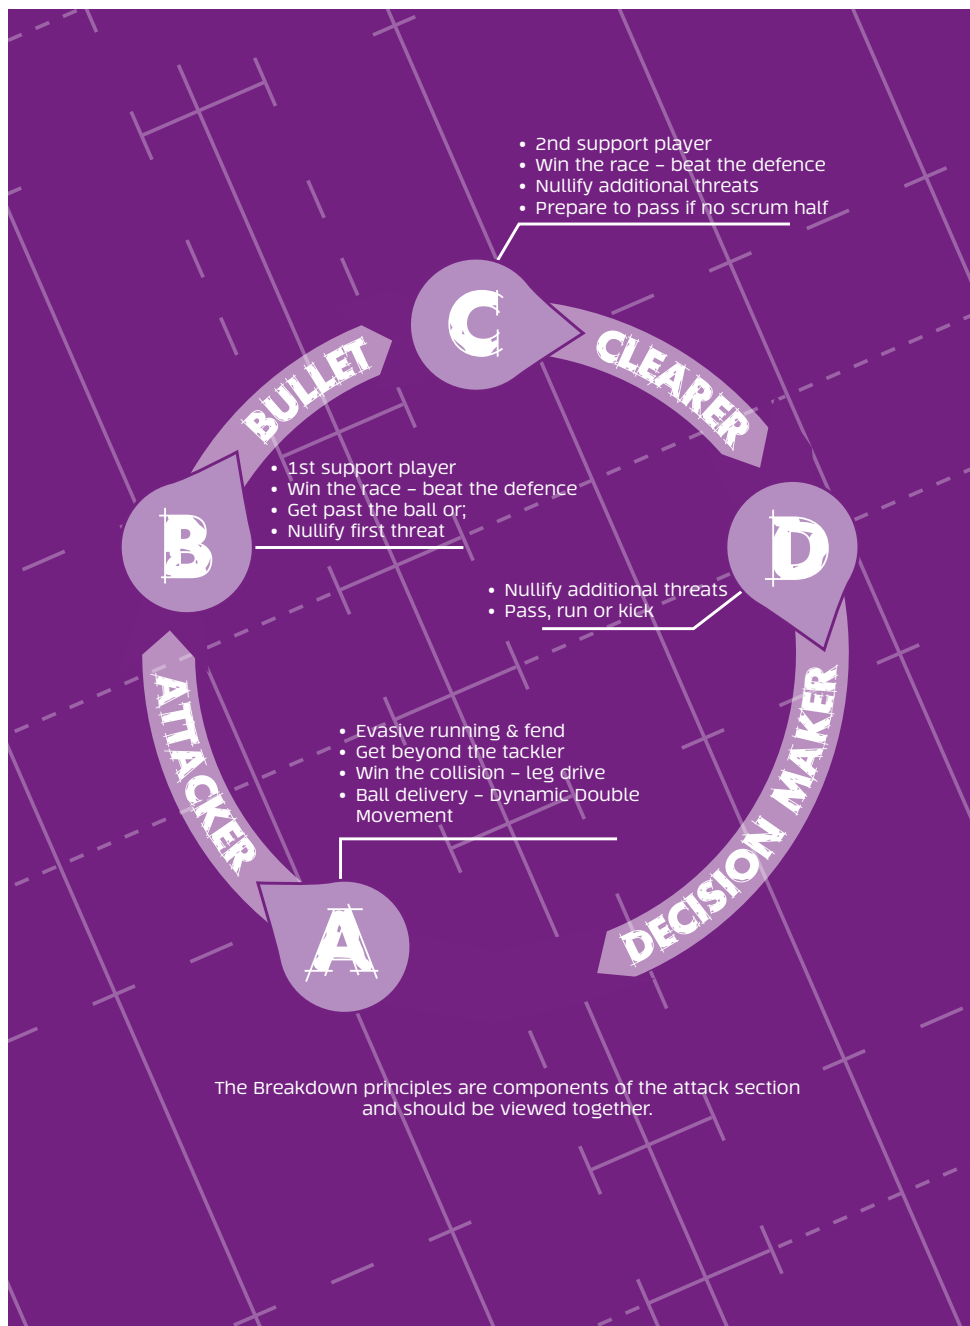 • 2nd support player
• Win the race – beat the defence
• Nullify additional threats
• Prepare to pass if no scrum half
C
CLEARER
BULLET
B
• 1st support player
• Win the race – beat the defence
• Get past the ball or;
• Nullify first threat
D
• Nullify additional threats
• Pass, run or kick
DECISION MAKER
ATTACKER
• Evasive running & fend
• Get beyond the tackler
• Win the collision – leg drive
• Ball delivery – Dynamic Double
Movement
A
The Breakdown principles are components of the attack section
and should be viewed together.